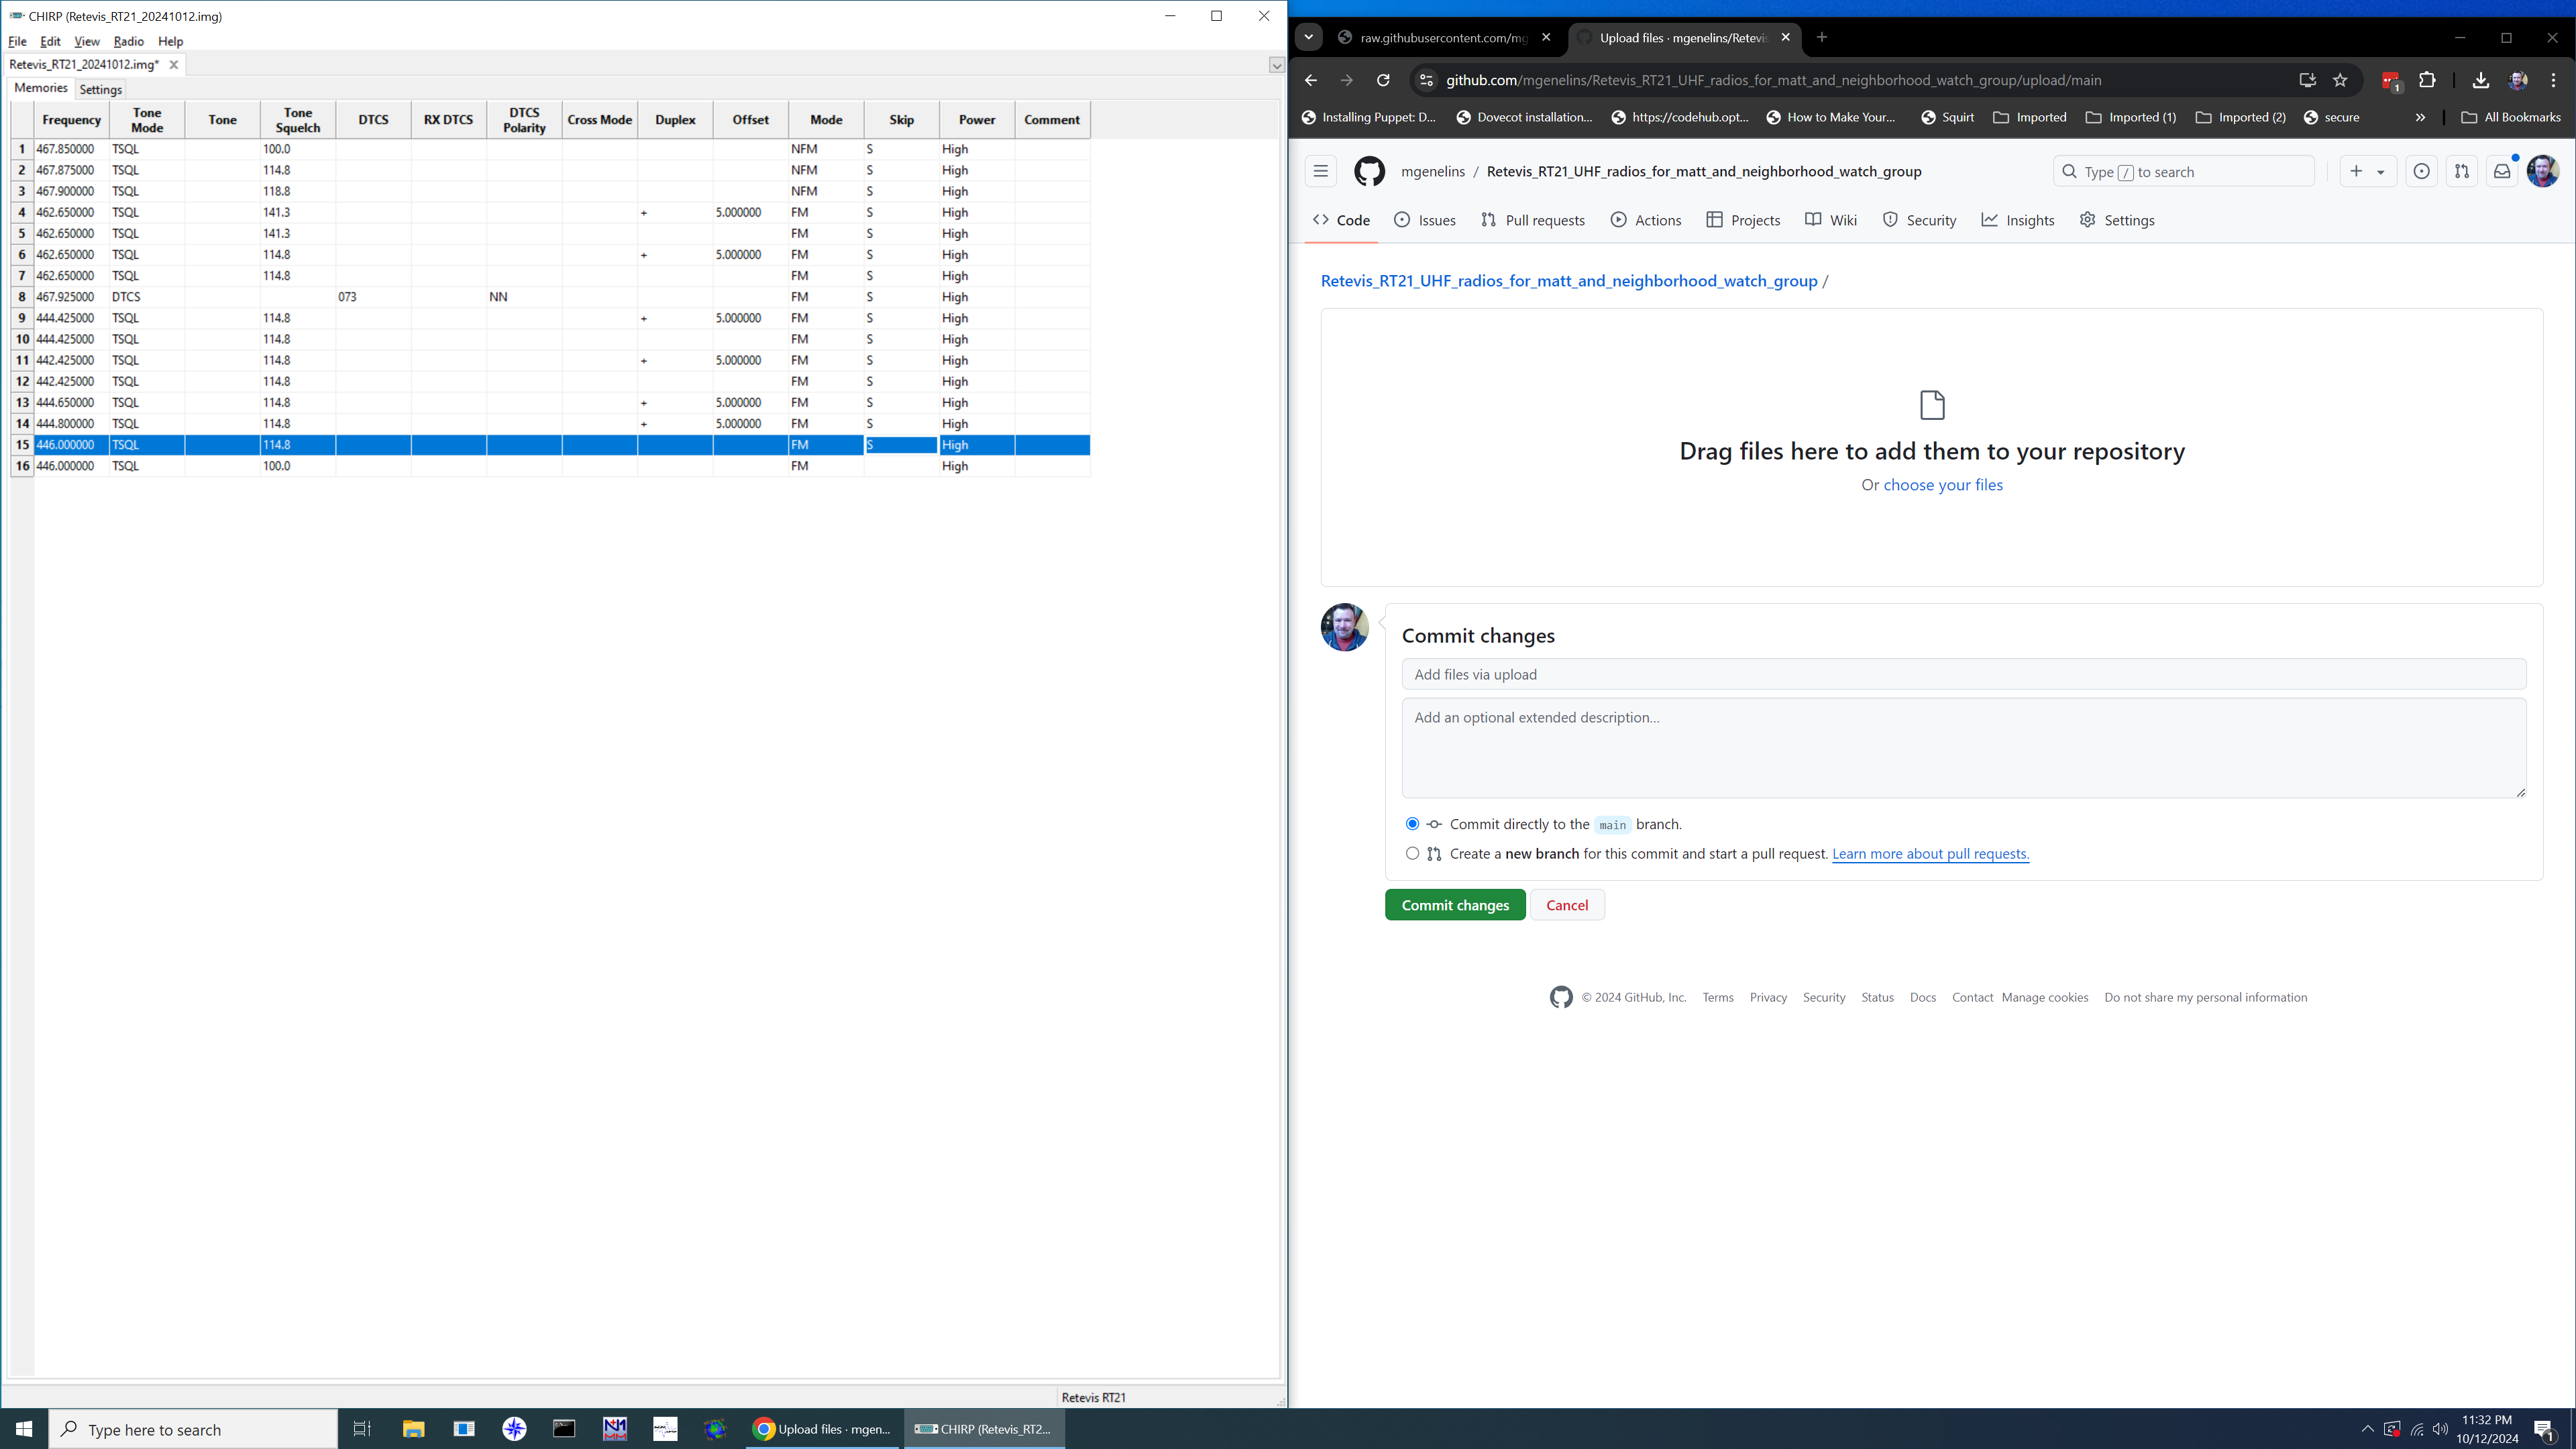 CHIRP (Retevis_RT21_20241012.img)
File Edit View Radio Help
Retevis_RT21_20241012.img*
Memories Settings
Frequency Tone Mode Tone Tone Squelch DTCS RX DTCS DTCS Polarity Cross Mode Duplex Offset Mode Skip Power Comment
1 467.850000 TSQL 100.0 NFM S High
2 467.875000 TSQL 114.8 NFM S High
3 467.900000 TSQL 118.8 NFM S High
4 462.650000 TSQL 141.3 + 5.000000 FM S High
5 462.650000 TSQL 141.3 FM S High
6 462.650000 TSQL 114.8 + 5.000000 FM S High
7 462.650000 TSQL 114.8 FM S High
8 467.925000 DTCS 073 NN FM S High
9 444.425000 TSQL 114.8 + 5.000000 FM S High
10 444.425000 TSQL 114.8 FM S High
11 442.425000 TSQL 114.8 + 5.000000 FM S High
12 442.425000 TSQL 114.8 FM S High
13 444.650000 TSQL 114.8 + 5.000000 FM S High
14 444.800000 TSQL 114.8 + 5.000000 FM S High
15 446.000000 TSQL 114.8 FM S High
16 446.000000 TSQL 100.0 FM High
Retevis RT21
raw.githubusercontent.com/mg
Upload files · mgenelins/Retevis
github.com/mgenelins/Retevis_RT21_UHF_radios_for_matt_and_neighborhood_watch_group/upload/main
1
Installing Puppet: D... Dovecot installation... https://codehub.opt... How to Make Your... Squirt Imported Imported (1) Imported (2) secure » All Bookmarks
mgenelins / Retevis_RT21_UHF_radios_for_matt_and_neighborhood_watch_group
Type / to search
Code Issues Pull requests Actions Projects Wiki Security Insights Settings
Retevis_RT21_UHF_radios_for_matt_and_neighborhood_watch_group /
Drag files here to add them to your repository
Or choose your files
Commit changes
Add files via upload
Add an optional extended description...
Commit directly to the main branch.
Create a new branch for this commit and start a pull request. Learn more about pull requests.
Commit changes Cancel
© 2024 GitHub, Inc. Terms Privacy Security Status Docs Contact Manage cookies Do not share my personal information
Type here to search
Upload files · mgen...
CHIRP (Retevis_RT2...
11:32 PM
10/12/2024
1